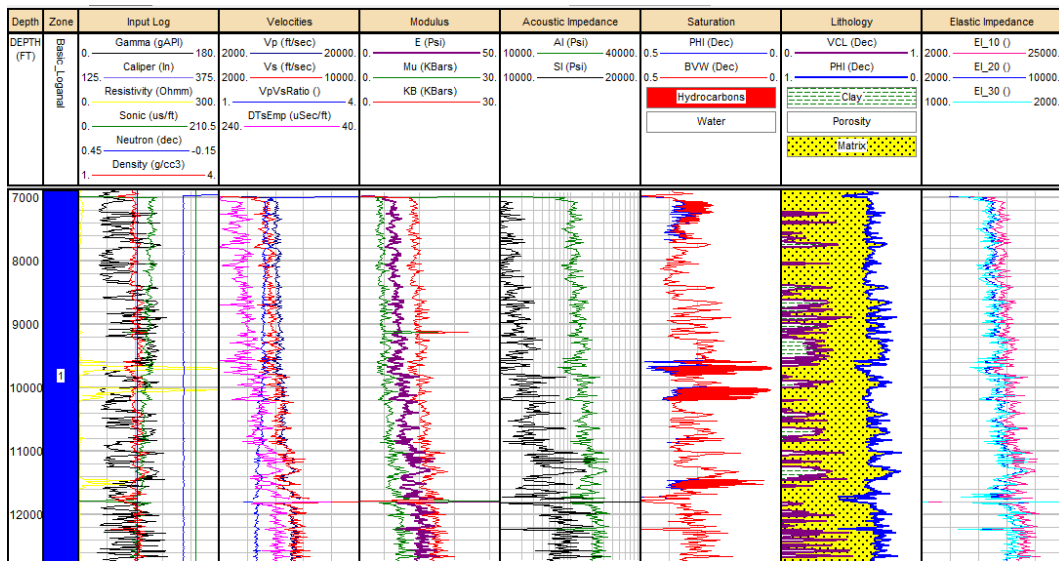 Depth Zone Input Log Velocities Modulus Acoustic Impedance Saturation Lithology Elastic Impedance
DEPTH
(FT)
Basic_Loganal
Gamma (gAPI)
0. 180.
Caliper (In)
125. 375.
Resistivity (Ohmm)
0. 300.
Sonic (us/ft)
0. 210.5
Neutron (dec)
0.45 -0.15
Density (g/cc3)
1. 4.
Vp (ft/sec)
2000. 20000.
Vs (ft/sec)
2000. 10000.
VpVsRatio ()
1. 4.
DTsEmp (uSec/ft)
240. 40.
E (Psi)
0. 50.
Mu (KBars)
0. 30.
KB (KBars)
0. 30.
AI (Psi)
10000. 40000.
SI (Psi)
10000. 20000.
PHI (Dec)
0.5 0.
BVW (Dec)
0.5 0.
Hydrocarbons
Water
VCL (Dec)
0. 1.
PHI (Dec)
1. 0.
Clay
Porosity
Matrix
EI_10 ()
2000. 25000.
EI_20 ()
2000. 10000.
EI_30 ()
1000. 2000.
7000
8000
9000
10000
11000
12000
1